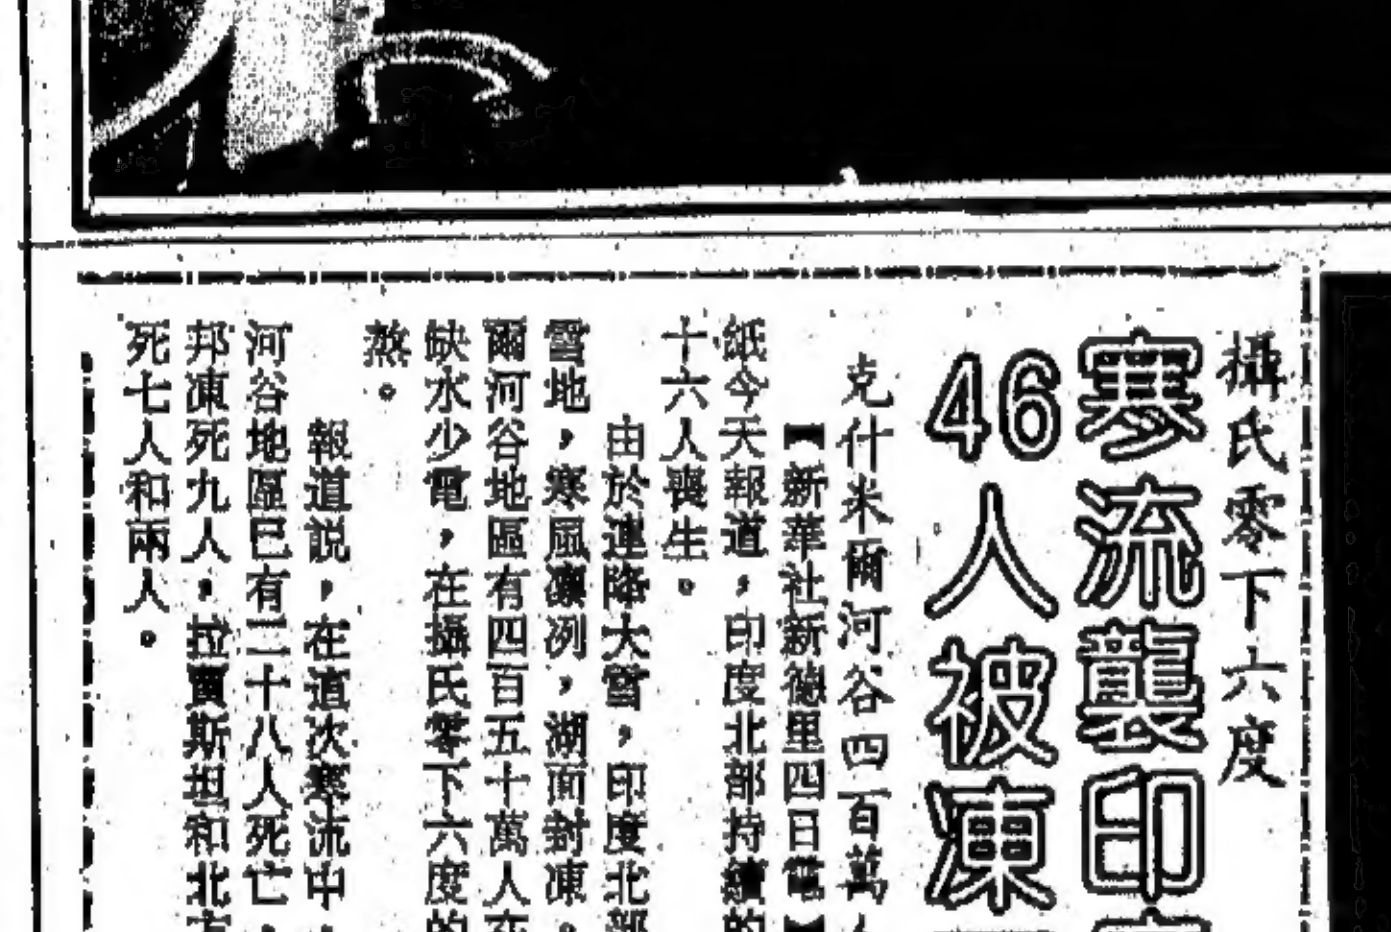 攝氏零下六度
寒流襲印
46人被凍
克什米爾河谷四百萬
【新華社新德里四日電】
紙今天報道，印度北部持續的
十六人喪生。
由於連降大雪，印度北部
雪地，寒風凜冽，湖面封凍。
爾河谷地區有四百五十萬人在
缺水少電，在攝氏零下六度的
熬。
報道説，在這次寒流中，
河谷地區已有二十八人死亡，
邦凍死九人，拉賈斯坦和北方
死七人和兩人。